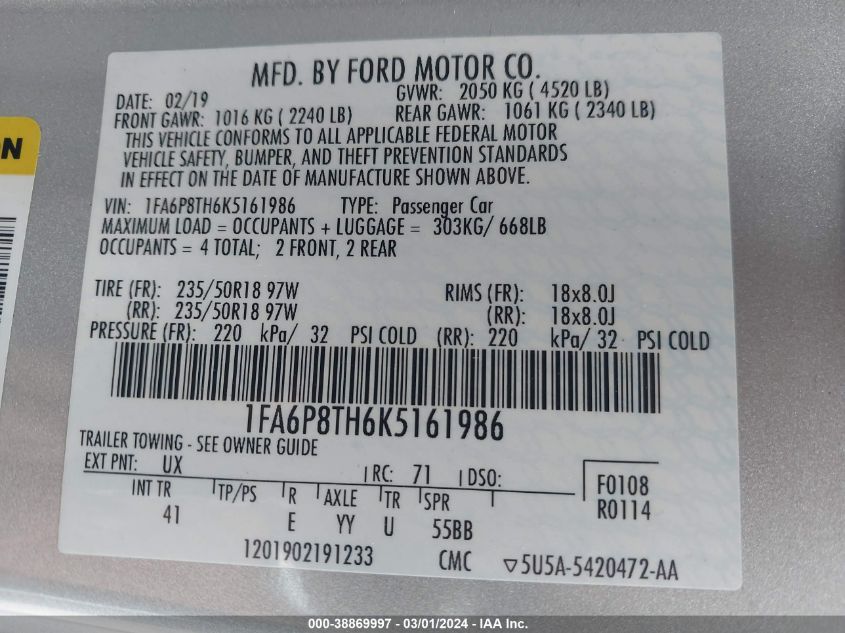 MFD. BY FORD MOTOR CO.
DATE: 02/19 GVWR: 2050 KG ( 4520 LB)
FRONT GAWR: 1016 KG ( 2240 LB) REAR GAWR: 1061 KG ( 2340 LB)
THIS VEHICLE CONFORMS TO ALL APPLICABLE FEDERAL MOTOR
VEHICLE SAFETY, BUMPER, AND THEFT PREVENTION STANDARDS
IN EFFECT ON THE DATE OF MANUFACTURE SHOWN ABOVE.
VIN: 1FA6P8TH6K5161986 TYPE: Passenger Car
MAXIMUM LOAD = OCCUPANTS + LUGGAGE = 303KG/ 668LB
OCCUPANTS = 4 TOTAL; 2 FRONT, 2 REAR
TIRE (FR): 235/50R18 97W RIMS (FR): 18x8.0J
(RR): 235/50R18 97W (RR): 18x8.0J
PRESSURE (FR): 220 kPa/ 32 PSI COLD (RR): 220 kPa/ 32 PSI COLD
1FA6P8TH6K5161986
TRAILER TOWING - SEE OWNER GUIDE
EXT PNT: UX RC: 71 DSO:
INT TR TP/PS R AXLE TR SPR F0108
41 E YY U 55BB R0114
1201902191233 CMC ▽5U5A-5420472-AA
ON
000-38869997 - 03/01/2024 - IAA Inc.